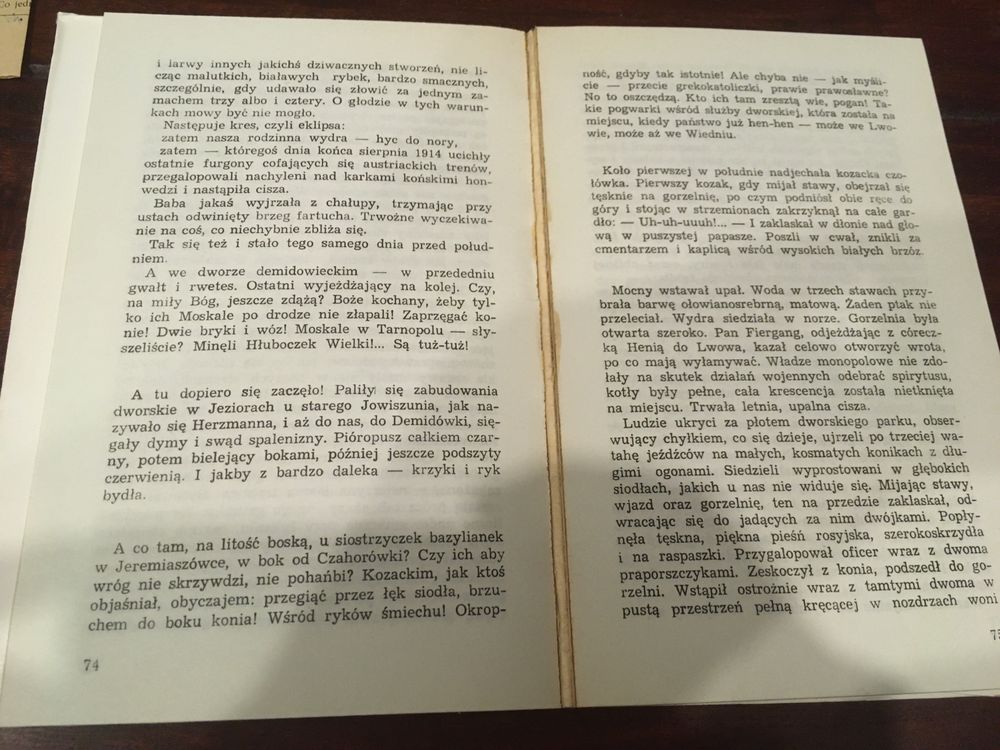 Co jedn
i larwy innych jakichś dziwacznych stworzeń, nie li-
cząc malutkich, białawych rybek, bardzo smacznych,
szczególnie, gdy udawało się złowić za jednym za-
machem trzy albo i cztery. O głodzie w tych warun-
kach mowy być nie mogło.
Następuje kres, czyli eklipsa:
zatem nasza rodzinna wydra — hyc do nory,
zatem — któregoś dnia końca sierpnia 1914 ucichły
ostatnie furgony cofających się austriackich trenów,
przegalopowali nachyleni nad karkami końskimi hon-
wedzi i nastąpiła cisza.
Baba jakaś wyjrzała z chałupy, trzymając przy
ustach odwinięty brzeg fartucha. Trwożne wyczekiwa-
nie na coś, co niechybnie zbliża się.
Tak się też i stało tego samego dnia przed połud-
niem.
A we dworze demidowieckim — w przededniu
gwałt i rwetes. Ostatni wyjeżdżający na kolej. Czy,
na miły Bóg, jeszcze zdążą? Boże kochany, żeby tyl-
ko ich Moskale po drodze nie złapali! Zaprzęgać ko-
nie! Dwie bryki i wóz! Moskale w Tarnopolu — sły-
szeliście? Minęli Hłuboczek Wielki!... Są tuż-tuż!
A tu dopiero się zaczęło! Paliły się zabudowania
dworskie w Jeziorach u starego Jowiszunia, jak na-
zywało się Herzmanna, i aż do nas, do Demidówki, się-
gały dymy i swąd spalenizny. Pióropusz całkiem czar-
ny, potem bielejący bokami, później jeszcze podszyty
czerwienią. I jakby z bardzo daleka — krzyki i ryk
bydła.
A co tam, na litość boską, u siostrzyczek bazylianek
w Jeremiaszówce, w bok od Czahorówki? Czy ich aby
wróg nie skrzywdzi, nie pohańbi? Kozackim, jak ktoś
objaśniał, obyczajem: przegiąć przez łęk siodła, brzu-
chem do boku konia! Wśród ryków śmiechu! Okrop-
74
ność, gdyby tak istotnie! Ale chyba nie — jak myśli-
cie — przecie grekokatoliczki, prawie prawosławne?
No to oszczędzą. Kto ich tam zresztą wie, pogan! Ta-
kie pogwarki wśród służby dworskiej, która została na
miejscu, kiedy państwo już hen-hen — może we Lwo-
wie, może aż we Wiedniu.
Koło pierwszej w południe nadjechała kozacka czo-
łówka. Pierwszy kozak, gdy mijał stawy, obejrzał się
tęsknie na gorzelnię, po czym podniósł obie ręce do
góry i stojąc w strzemionach zakrzyknął na całe gar-
dło: — Uh-uh-uuuh!... — I zaklaskał w dłonie nad gło-
wą w puszystej papasze. Poszli w cwał, znikli za
cmentarzem i kaplicą wśród wysokich białych brzóz.
Mocny wstawał upał. Woda w trzech stawach przy-
brała barwę ołowianosrebrną, matową. Żaden ptak nie
przeleciał. Wydra siedziała w norze. Gorzelnia była
otwarta szeroko. Pan Fiergang, odjeżdżając z córecz-
ką Henią do Lwowa, kazał celowo otworzyć wrota,
po co mają wyłamywać. Władze monopolowe nie zdo-
łały na skutek działań wojennych odebrać spirytusu,
kotły były pełne, cała krescencja została nietknięta
na miejscu. Trwała letnia, upalna cisza.
Ludzie ukryci za płotem dworskiego parku, obser-
wujący chyłkiem, co się dzieje, ujrzeli po trzeciej wa-
tahę jeźdźców na małych, kosmatych konikach z dłu-
gimi ogonami. Siedzieli wyprostowani w głębokich
siodłach, jakich u nas nie widuje się. Mijając stawy,
wjazd oraz gorzelnię, ten na przedzie zaklaskał, od-
wracając się do jadących za nim dwójkami. Popły-
nęła tęskna, piękna pieśń rosyjska, szerokoskrzydła
i na raspaszki. Przygalopował oficer wraz z dwoma
praporszczykami. Zeskoczył z konia, podszedł do go-
rzelni. Wstąpił ostrożnie wraz z tamtymi dwoma w
pustą przestrzeń pełną kręcącej w nozdrzach woni
75